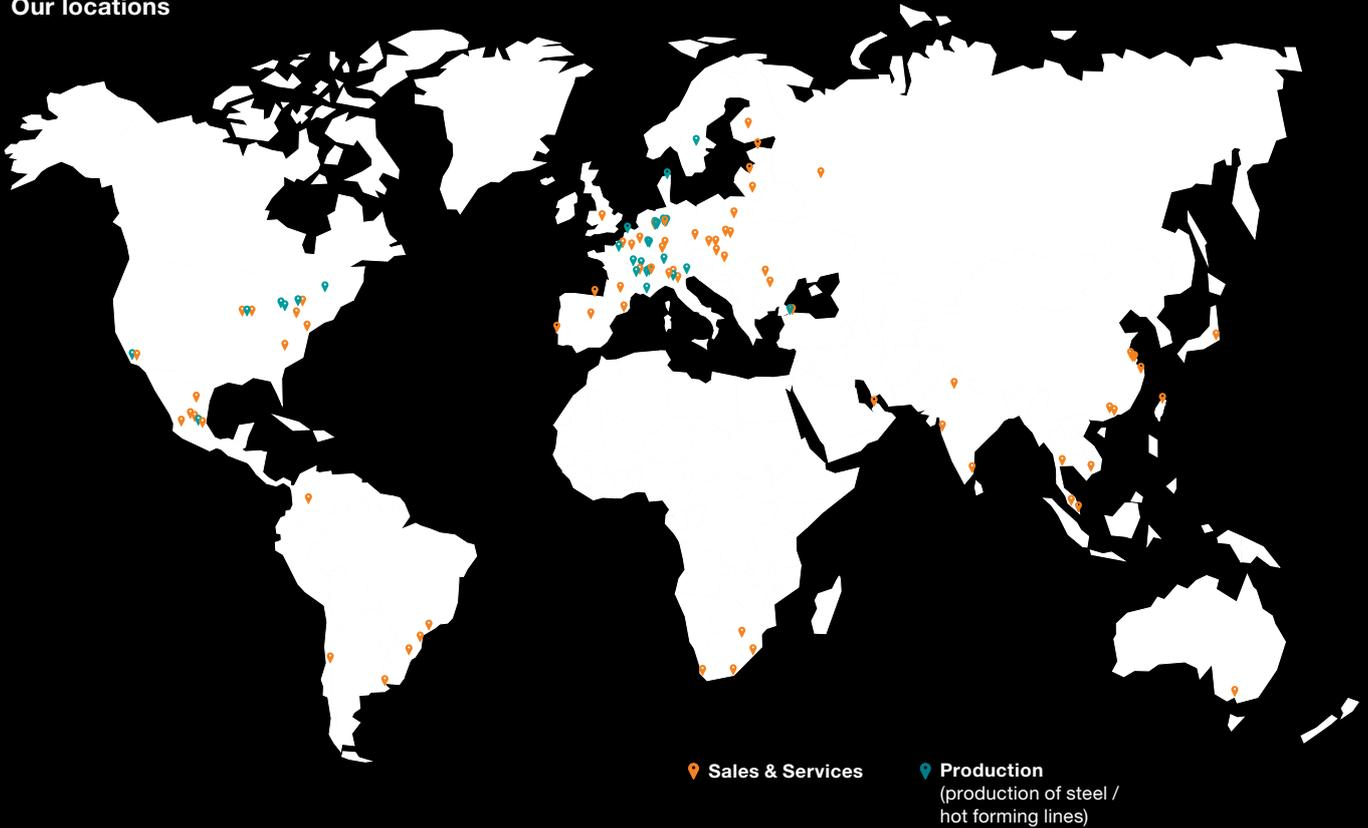 Our locations
Sales & Services
Production
(production of steel /
hot forming lines)